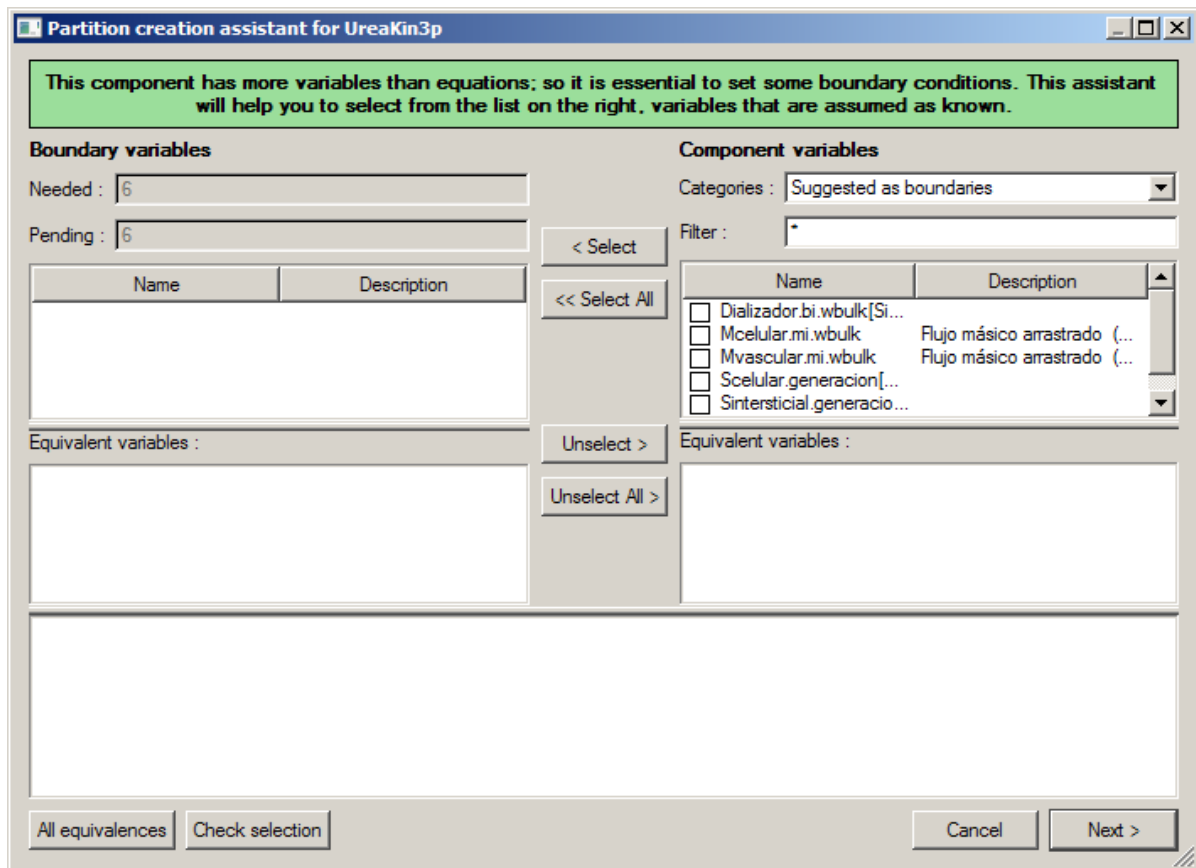 Partition creation assistant for UreaKin3p
This component has more variables than equations; so it is essential to set some boundary conditions. This assistant
will help you to select from the list on the right, variables that are assumed as known.
Boundary variables
Needed : 6
Pending : 6
Name Description
Equivalent variables :
< Select
<< Select All
Unselect >
Unselect All >
Component variables
Categories : Suggested as boundaries
Filter : *
Name Description
Dializador.bi.wbulk[Si...
Mcelular.mi.wbulk Flujo másico arrastrado (...
Mvascular.mi.wbulk Flujo másico arrastrado (...
Scelular.generacion[...
Sintersticial.generacio...
Equivalent variables :
All equivalences Check selection Cancel Next >